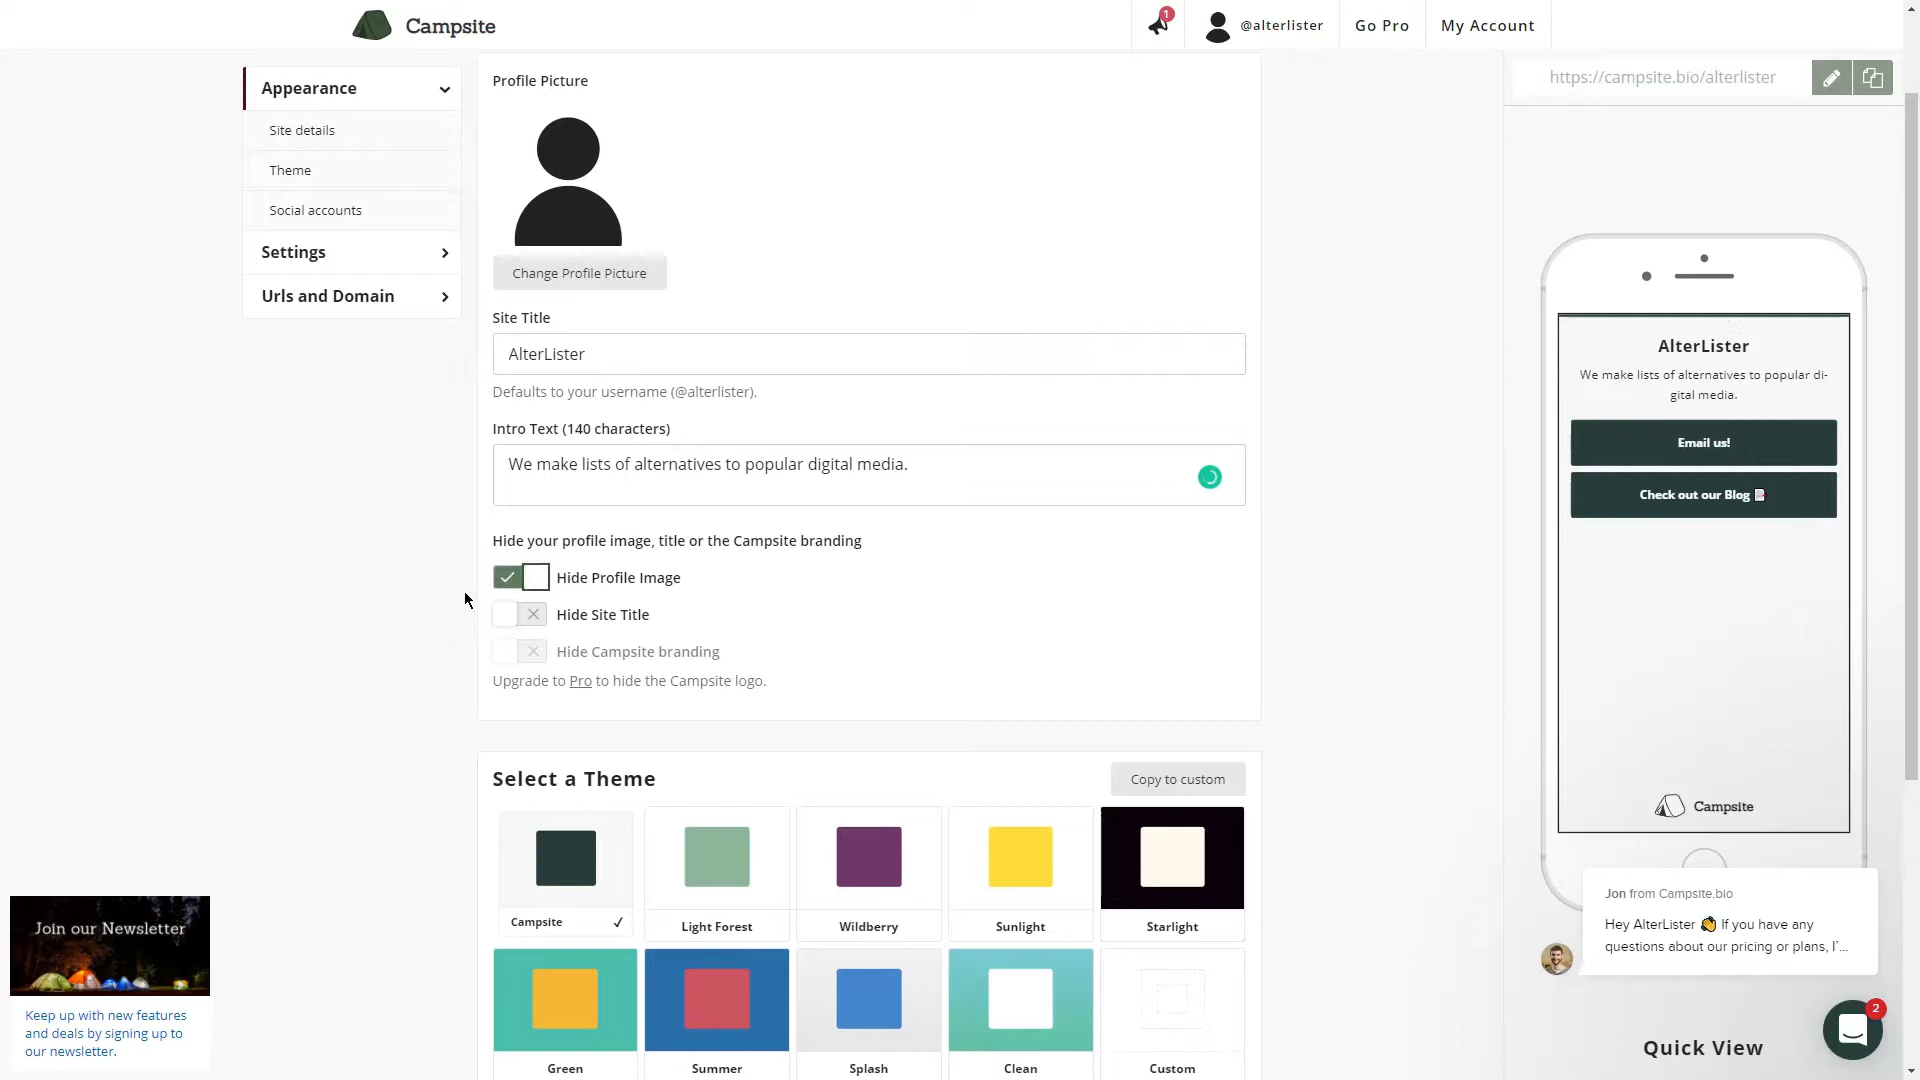 Campsite
1
@alterlister
Go Pro
My Account
Appearance
Site details
Theme
Social accounts
Settings
Urls and Domain
Profile Picture
Change Profile Picture
Site Title
AlterLister
Defaults to your username (@alterlister).
Intro Text (140 characters)
We make lists of alternatives to popular digital media.
Hide your profile image, title or the Campsite branding
Hide Profile Image
Hide Site Title
Hide Campsite branding
Upgrade to Pro to hide the Campsite logo.
Select a Theme
Copy to custom
Campsite
Light Forest
Wildberry
Sunlight
Starlight
Green
Summer
Splash
Clean
Custom
https://campsite.bio/alterlister
AlterLister
We make lists of alternatives to popular di-
gital media.
Email us!
Check out our Blog
Campsite
Jon from Campsite.bio
Hey AlterLister 👋 If you have any
questions about our pricing or plans, I'...
2
Quick View
Join our Newsletter
Keep up with new features
and deals by signing up to
our newsletter.